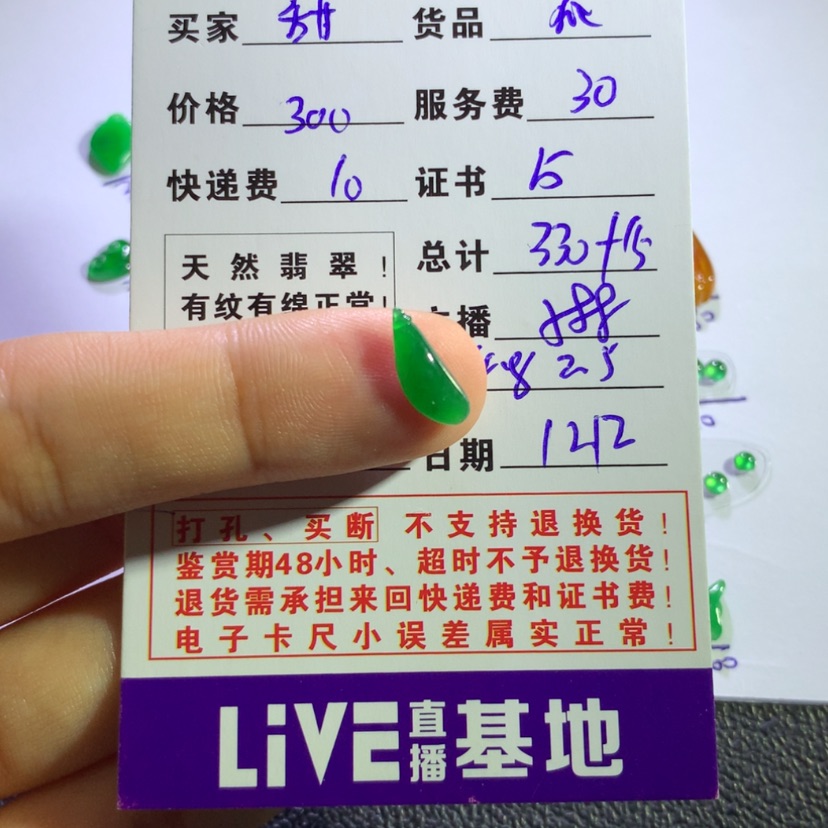 买家 甜 货品
价格 300 服务费 30
快递费 10 证书 15
总计 330+15
天然翡翠!
有纹有绵正常!
播
25
日期 1212
打孔、买断 不支持退换货!
鉴赏期48小时、超时不予退换货!
退货需承担来回快递费和证书费!
电子卡尺小误差属实正常!
LiVE 直播 基地